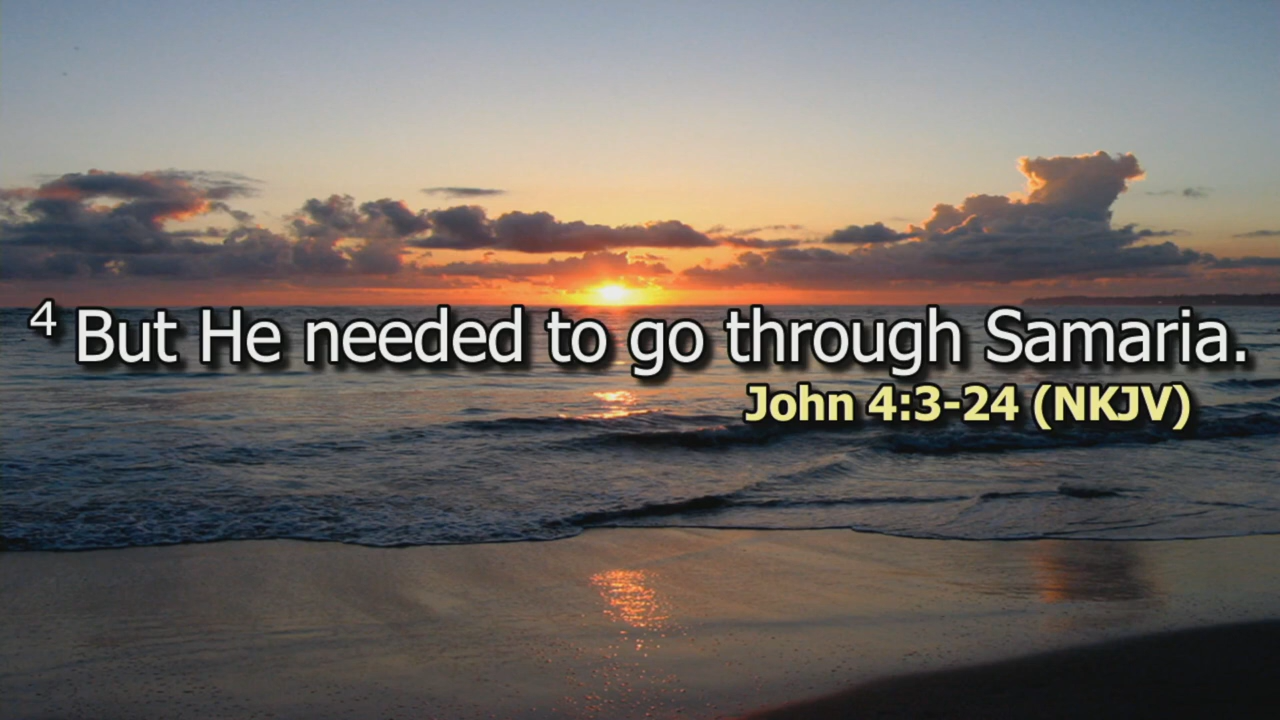 4 But He needed to go through Samaria.
John 4:3-24 (NKJV)